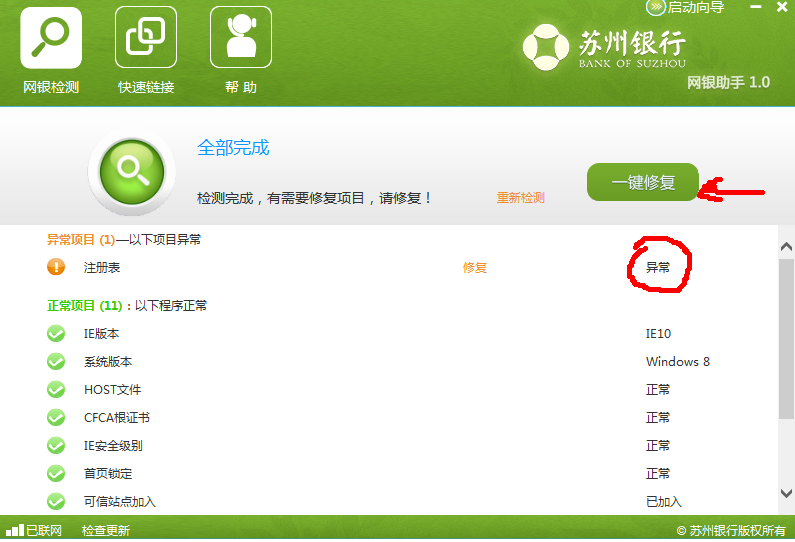 启动向导
网银检测
快速链接
帮 助
苏州银行
BANK OF SUZHOU
网银助手 1.0
全部完成
检测完成，有需要修复项目，请修复！
重新检测
一键修复
异常项目 (1)—以下项目异常
注册表 修复 异常
正常项目 (11)：以下程序正常
IE版本 IE10
系统版本 Windows 8
HOST文件 正常
CFCA根证书 正常
IE安全级别 正常
首页锁定 正常
可信站点加入 已加入
已联网 检查更新 © 苏州银行版权所有